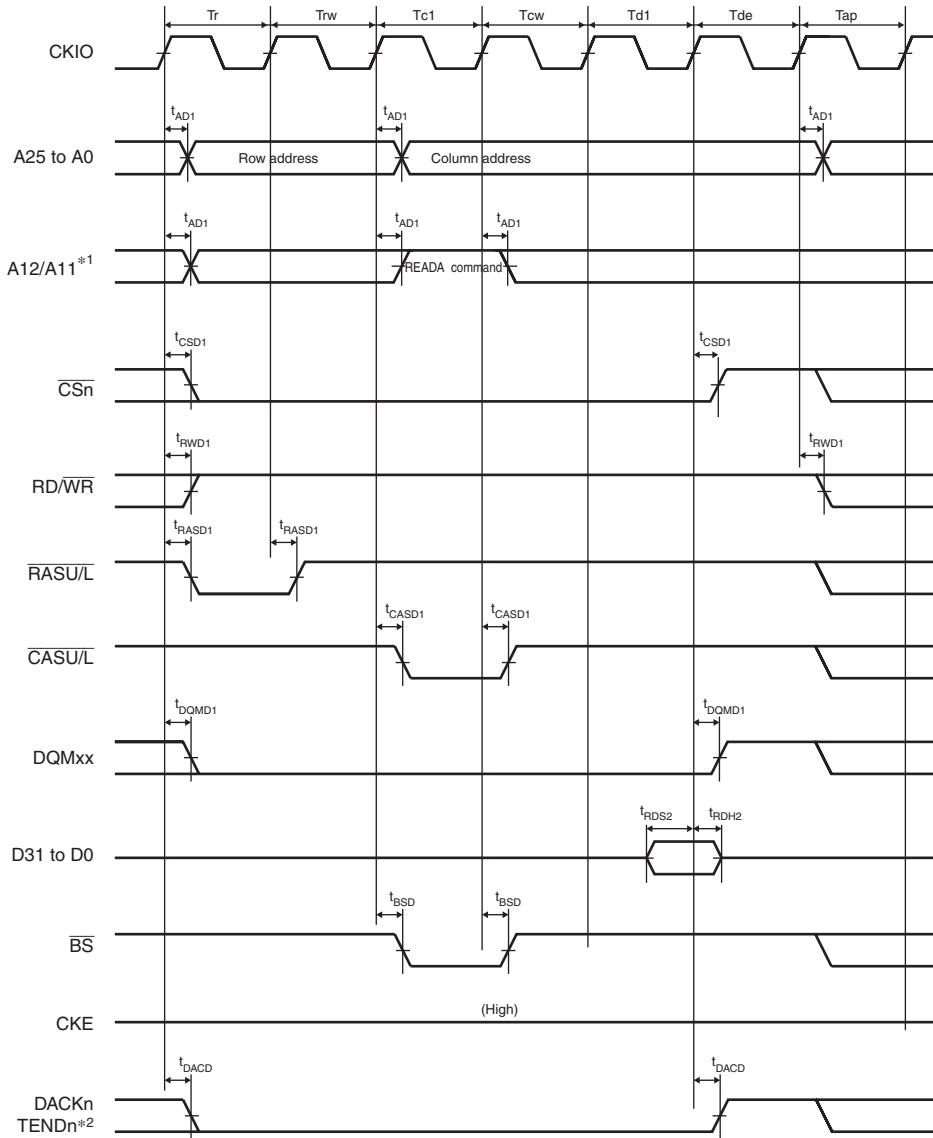 Tr Trw Tc1 Tcw Td1 Tde Tap
CKIO
tAD1 tAD1 tAD1
A25 to A0 Row address Column address
tAD1 tAD1 tAD1
A12/A11*1 READA command
tCSD1 tCSD1
CSn
tRWD1 tRWD1
RD/WR
tRASD1 tRASD1
RASU/L
tCASD1 tCASD1
CASU/L
tDQMD1 tDQMD1
DQMxx
tRDS2 tRDH2
D31 to D0
tBSD tBSD
BS
(High)
CKE
tDACD tDACD
DACKn
TENDn*2